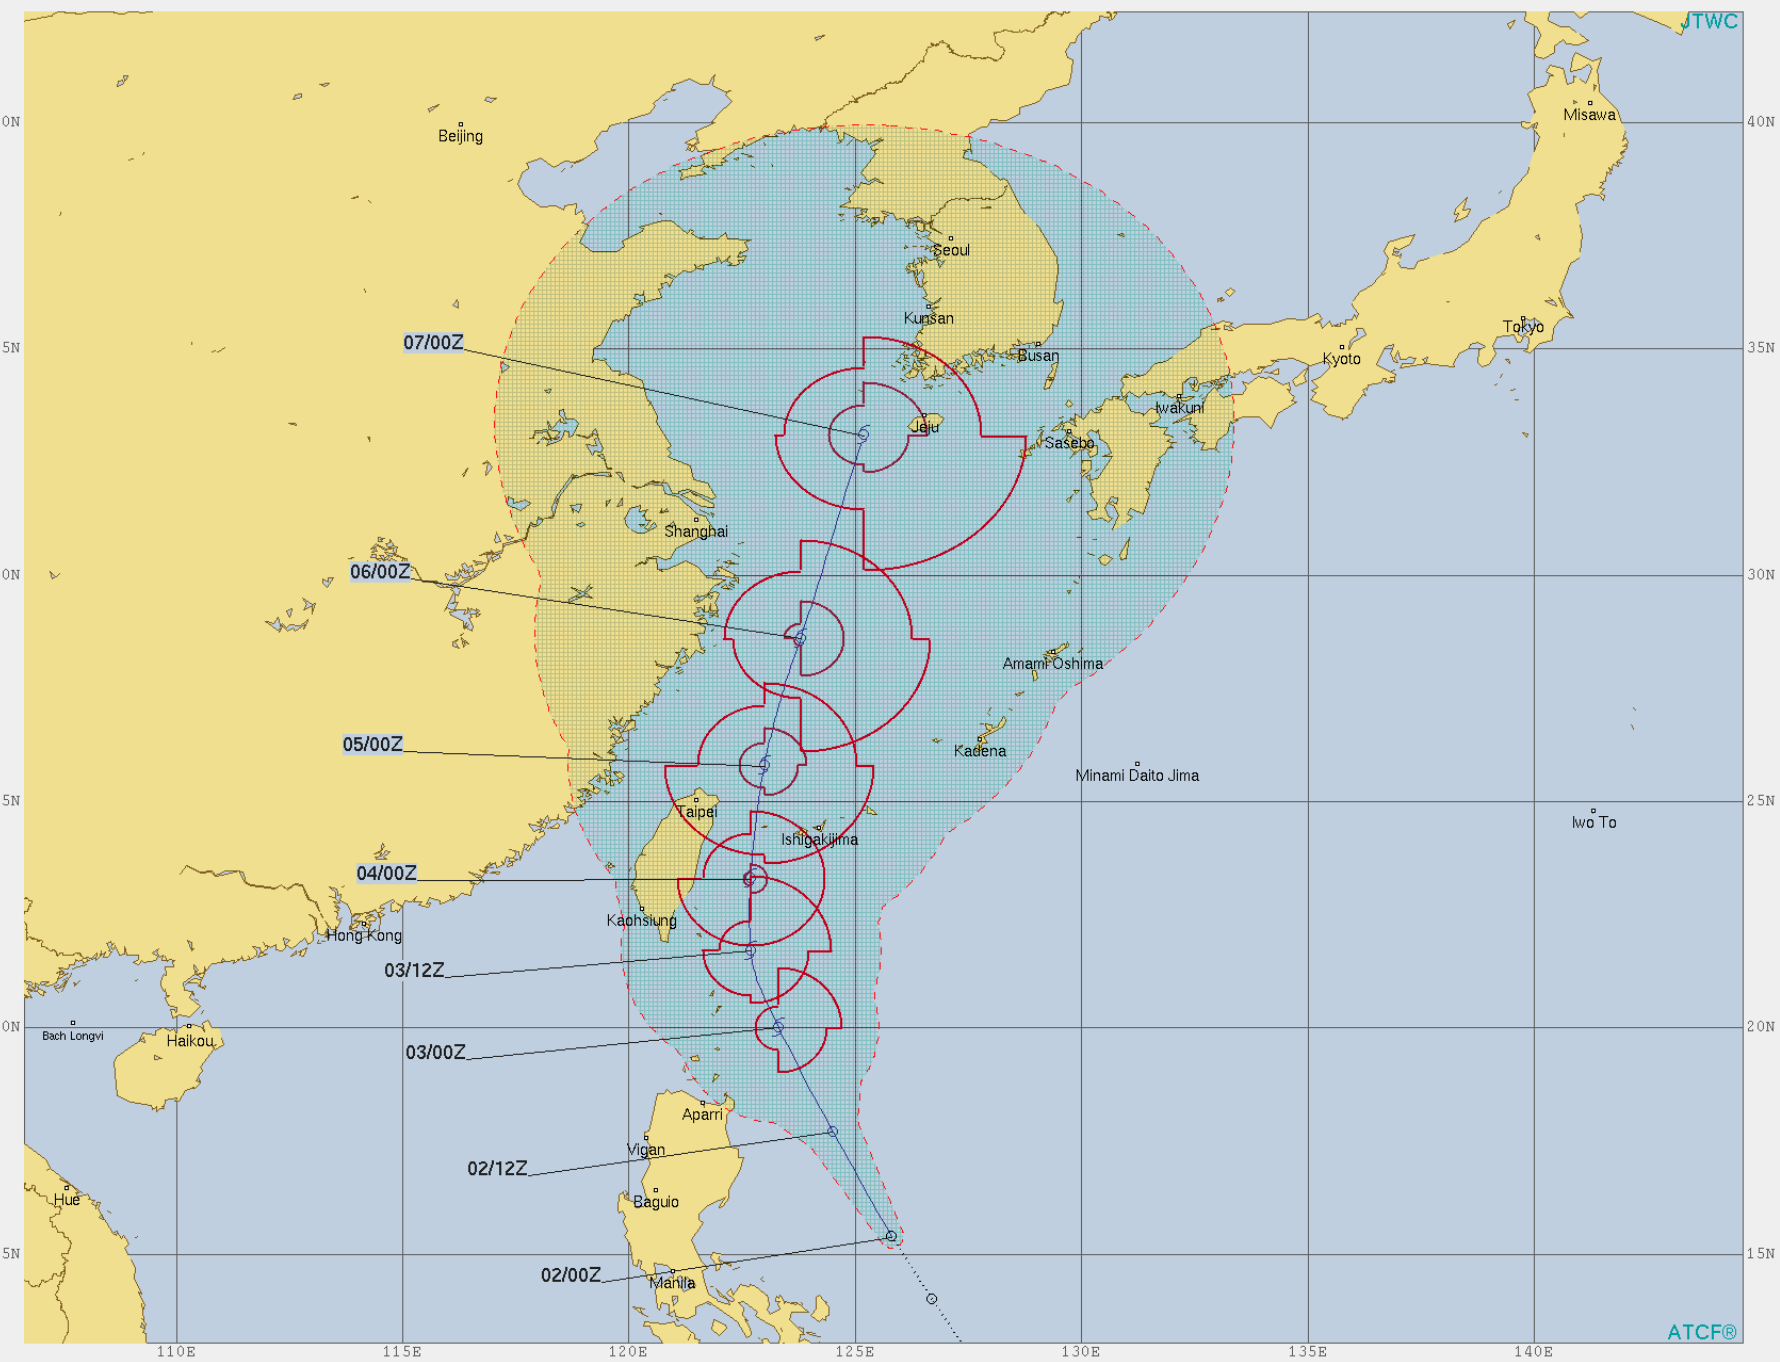 JTWC
Misawa
0N
Beijing
40N
Seoul
Kunsan
Tokyo
07/00Z
5N
Busan
Kyoto
35N
Iwakuni
Jeju
Sasebo
Shanghai
06/00Z
0N
30N
Amami Oshima
05/00Z
Kadena
Minami Daito Jima
5N
Taipei
25N
Ishigakijima
Iwo To
04/00Z
Kaohsiung
Hong Kong
03/12Z
0N
20N
Bach Longvi
Haikou
03/00Z
Aparri
Vigan
02/12Z
Hue
Baguio
5N
15N
02/00Z
Manila
ATCF®
110E
115E
120E
125E
130E
135E
140E